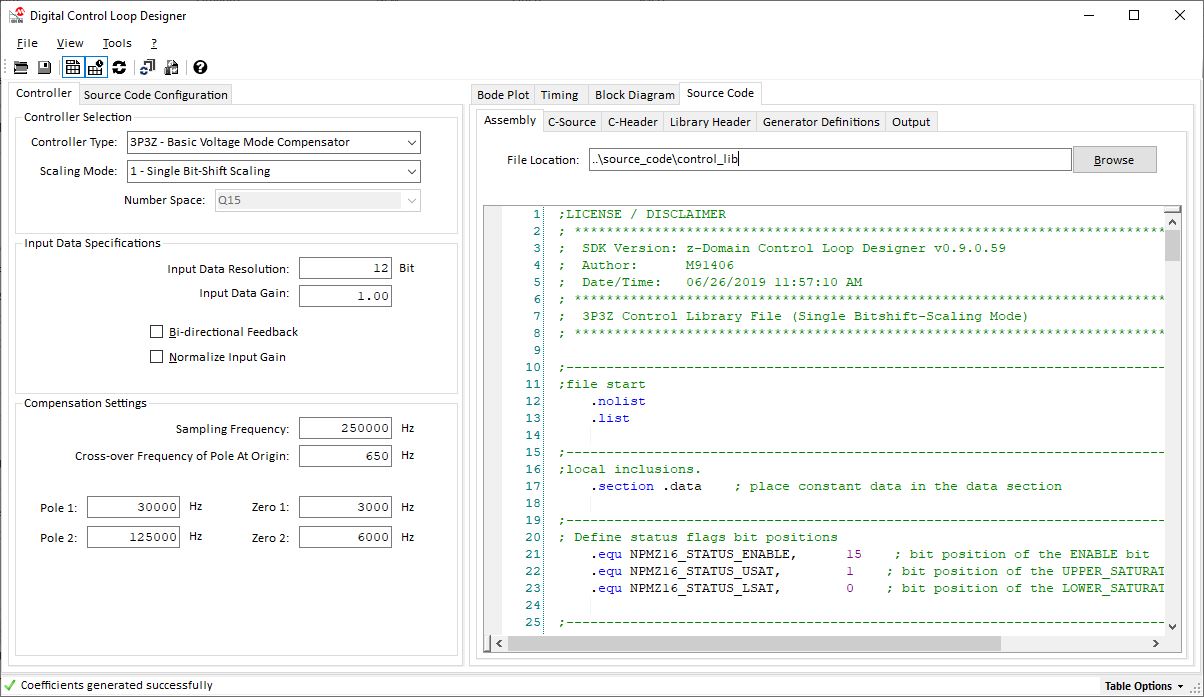 Digital Control Loop Designer
File View Tools ?
Controller Source Code Configuration
Controller Selection
Controller Type: 3P3Z - Basic Voltage Mode Compensator
Scaling Mode: 1 - Single Bit-Shift Scaling
Number Space: Q15
Input Data Specifications
Input Data Resolution: 12 Bit
Input Data Gain: 1.00
Bi-directional Feedback
Normalize Input Gain
Compensation Settings
Sampling Frequency: 250000 Hz
Cross-over Frequency of Pole At Origin: 650 Hz
Pole 1: 30000 Hz Zero 1: 3000 Hz
Pole 2: 125000 Hz Zero 2: 6000 Hz
Bode Plot Timing Block Diagram Source Code
Assembly C-Source C-Header Library Header Generator Definitions Output
File Location: ..\source_code\control_lib Browse
1 ;LICENSE / DISCLAIMER
2 ; **************************************************************************
3 ;  SDK Version: z-Domain Control Loop Designer v0.9.0.59
4 ;  Author:      M91406
5 ;  Date/Time:   06/26/2019 11:57:10 AM
6 ; **************************************************************************
7 ;  3P3Z Control Library File (Single Bitshift-Scaling Mode)
8 ; **************************************************************************
9
10 ;--------------------------------------------------------------------------
11 ;file start
12     .nolist
13     .list
14
15 ;--------------------------------------------------------------------------
16 ;local inclusions.
17     .section .data    ; place constant data in the data section
18
19 ;--------------------------------------------------------------------------
20 ; Define status flags bit positions
21     .equ NPMZ16_STATUS_ENABLE,      15    ; bit position of the ENABLE bit
22     .equ NPMZ16_STATUS_USAT,        1    ; bit position of the UPPER_SATURAT
23     .equ NPMZ16_STATUS_LSAT,        0    ; bit position of the LOWER_SATURAT
24
25 ;--------------------------------------------------------------------------
Coefficients generated successfully
Table Options